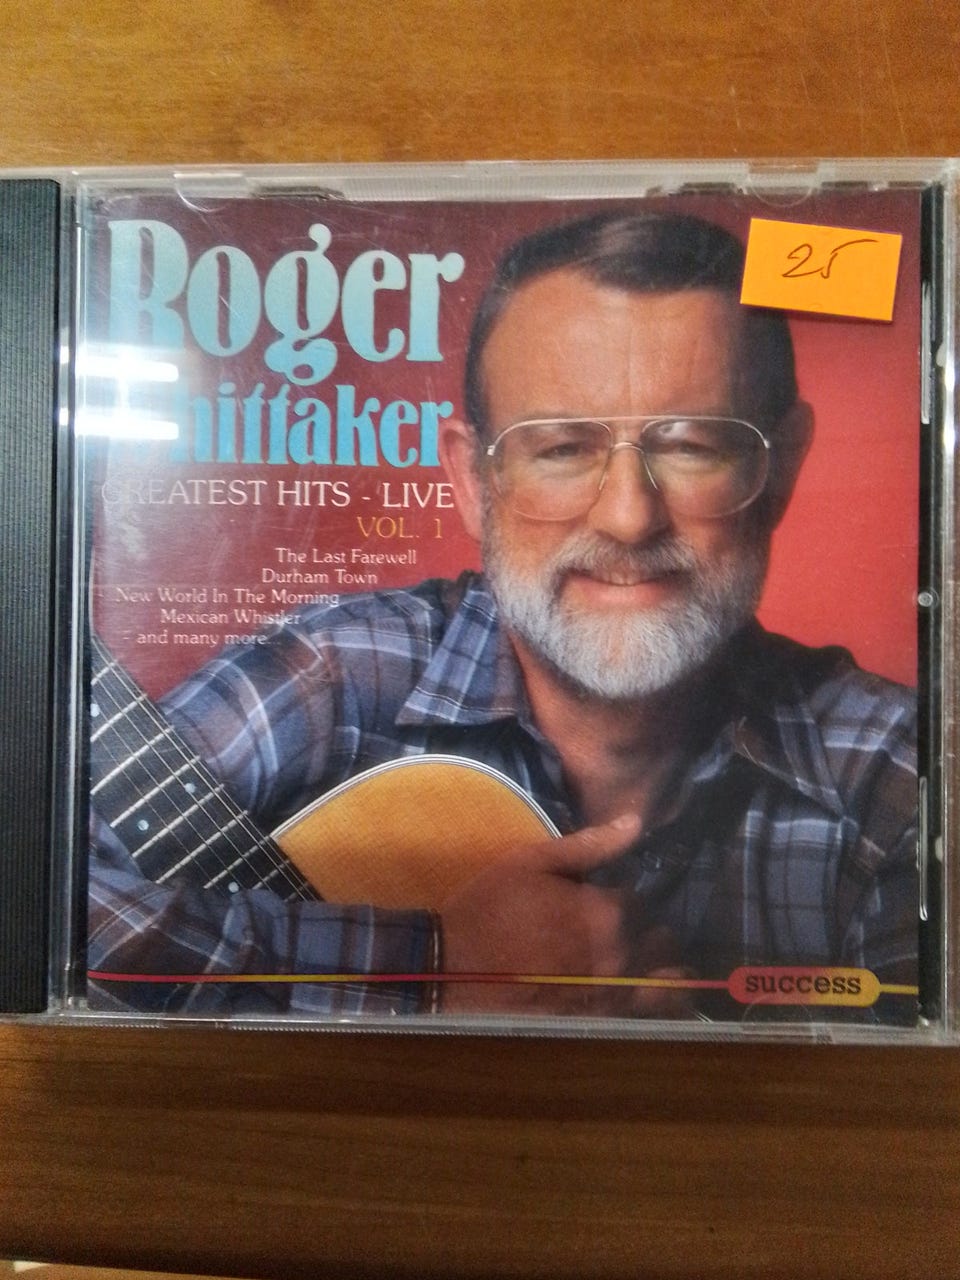 Roger
Whittaker
GREATEST HITS - LIVE
VOL. 1
The Last Farewell
Durham Town
New World In The Morning
Mexican Whistler
- and many more...
25
success